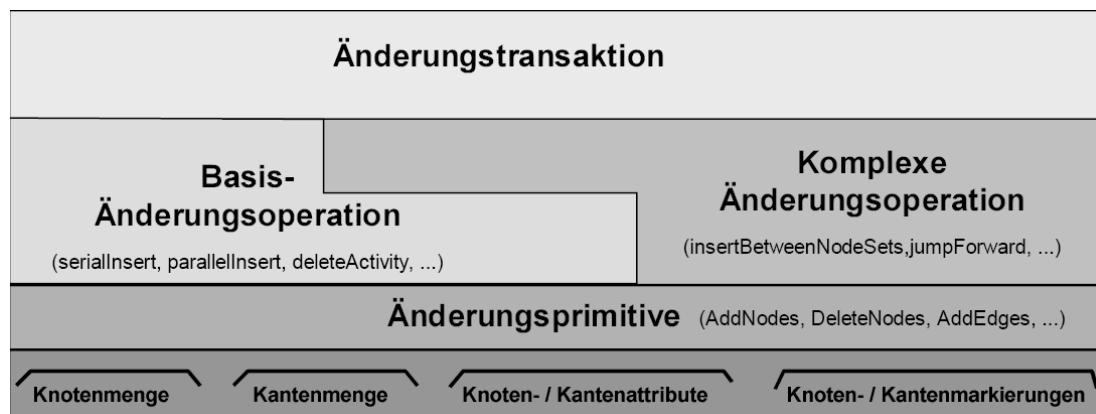 Änderungstransaktion
Basis-
Änderungsoperation
(serialInsert, parallelInsert, deleteActivity, ...)
Komplexe
Änderungsoperation
(insertBetweenNodeSets,jumpForward, ...)
Änderungsprimitive (AddNodes, DeleteNodes, AddEdges, ...)
Knotenmenge Kantenmenge Knoten- / Kantenattribute Knoten- / Kantenmarkierungen